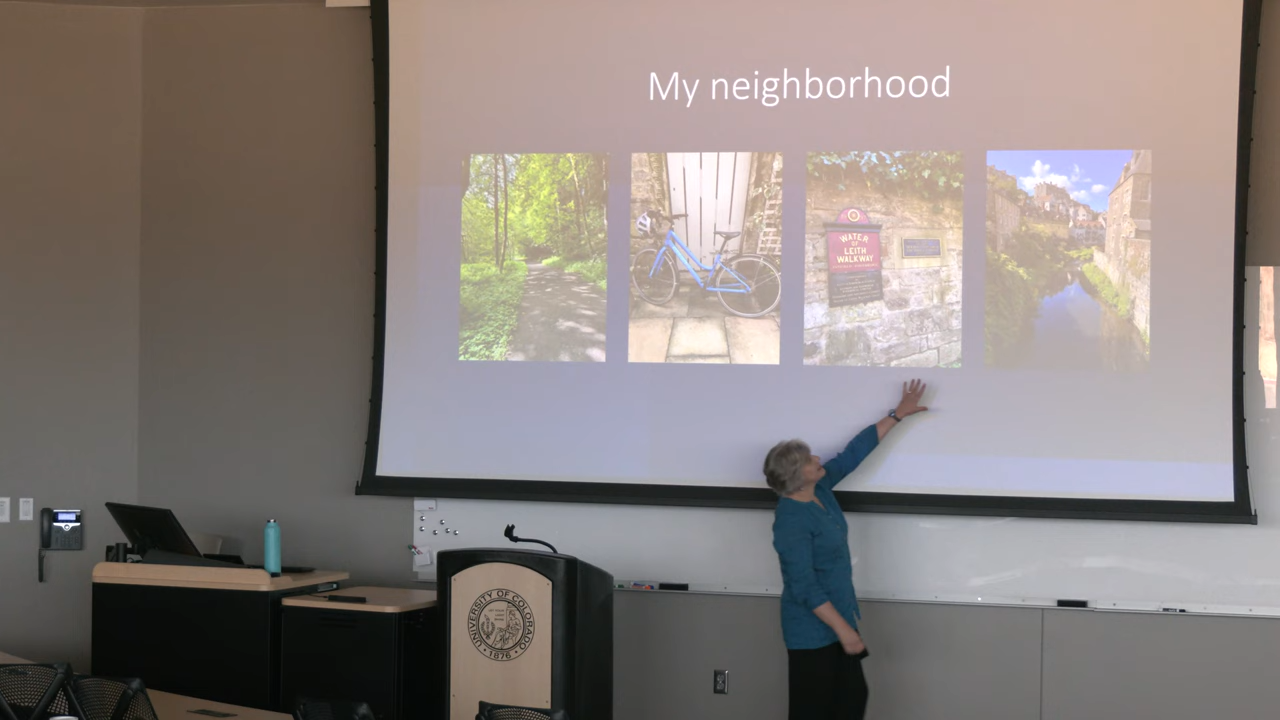 My neighborhood
WATER
OF
LEITH
WALKWAY
UNIVERSITY OF COLORADO
1876